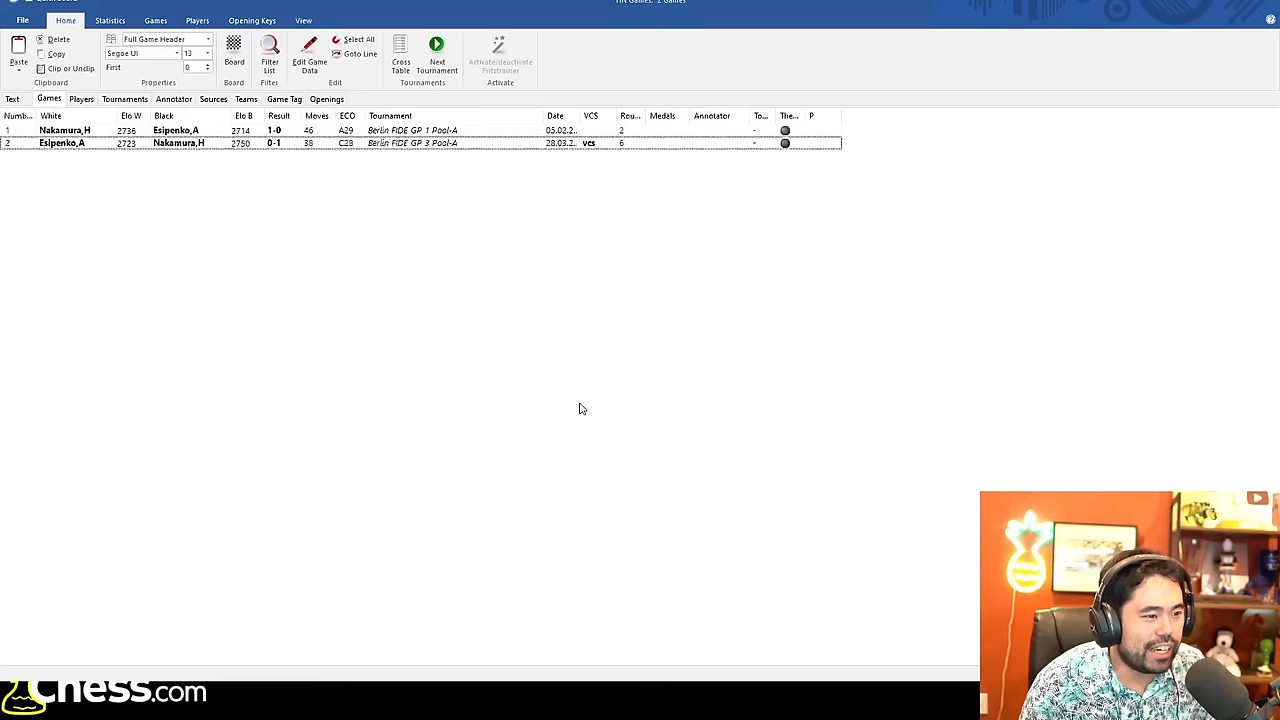 File Home Statistics Games Players Opening Keys View
Paste Delete Copy Clip or Unclip Clipboard
Full Game Header Segoe UI 13 First 0 Properties
Board Board
Filter List Filter
Edit Game Data Select All Goto Line Edit
Cross Table Next Tournament Tournaments
Activate/deactivate Fritztrainer Activate
Text Games Players Tournaments Annotator Sources Teams Game Tag Openings
Numb... White Elo W Black Elo B Result Moves ECO Tournament Date VCS Rou... Medals Annotator To... The... P
1 Nakamura,H 2736 Esipenko,A 2714 1-0 46 A29 Berlin FIDE GP 1 Pool-A 05.03.2.. 2 -
2 Esipenko,A 2723 Nakamura,H 2750 0-1 38 C28 Berlin FIDE GP 3 Pool-A 28.03.2.. vcs 6 -
Chess.com